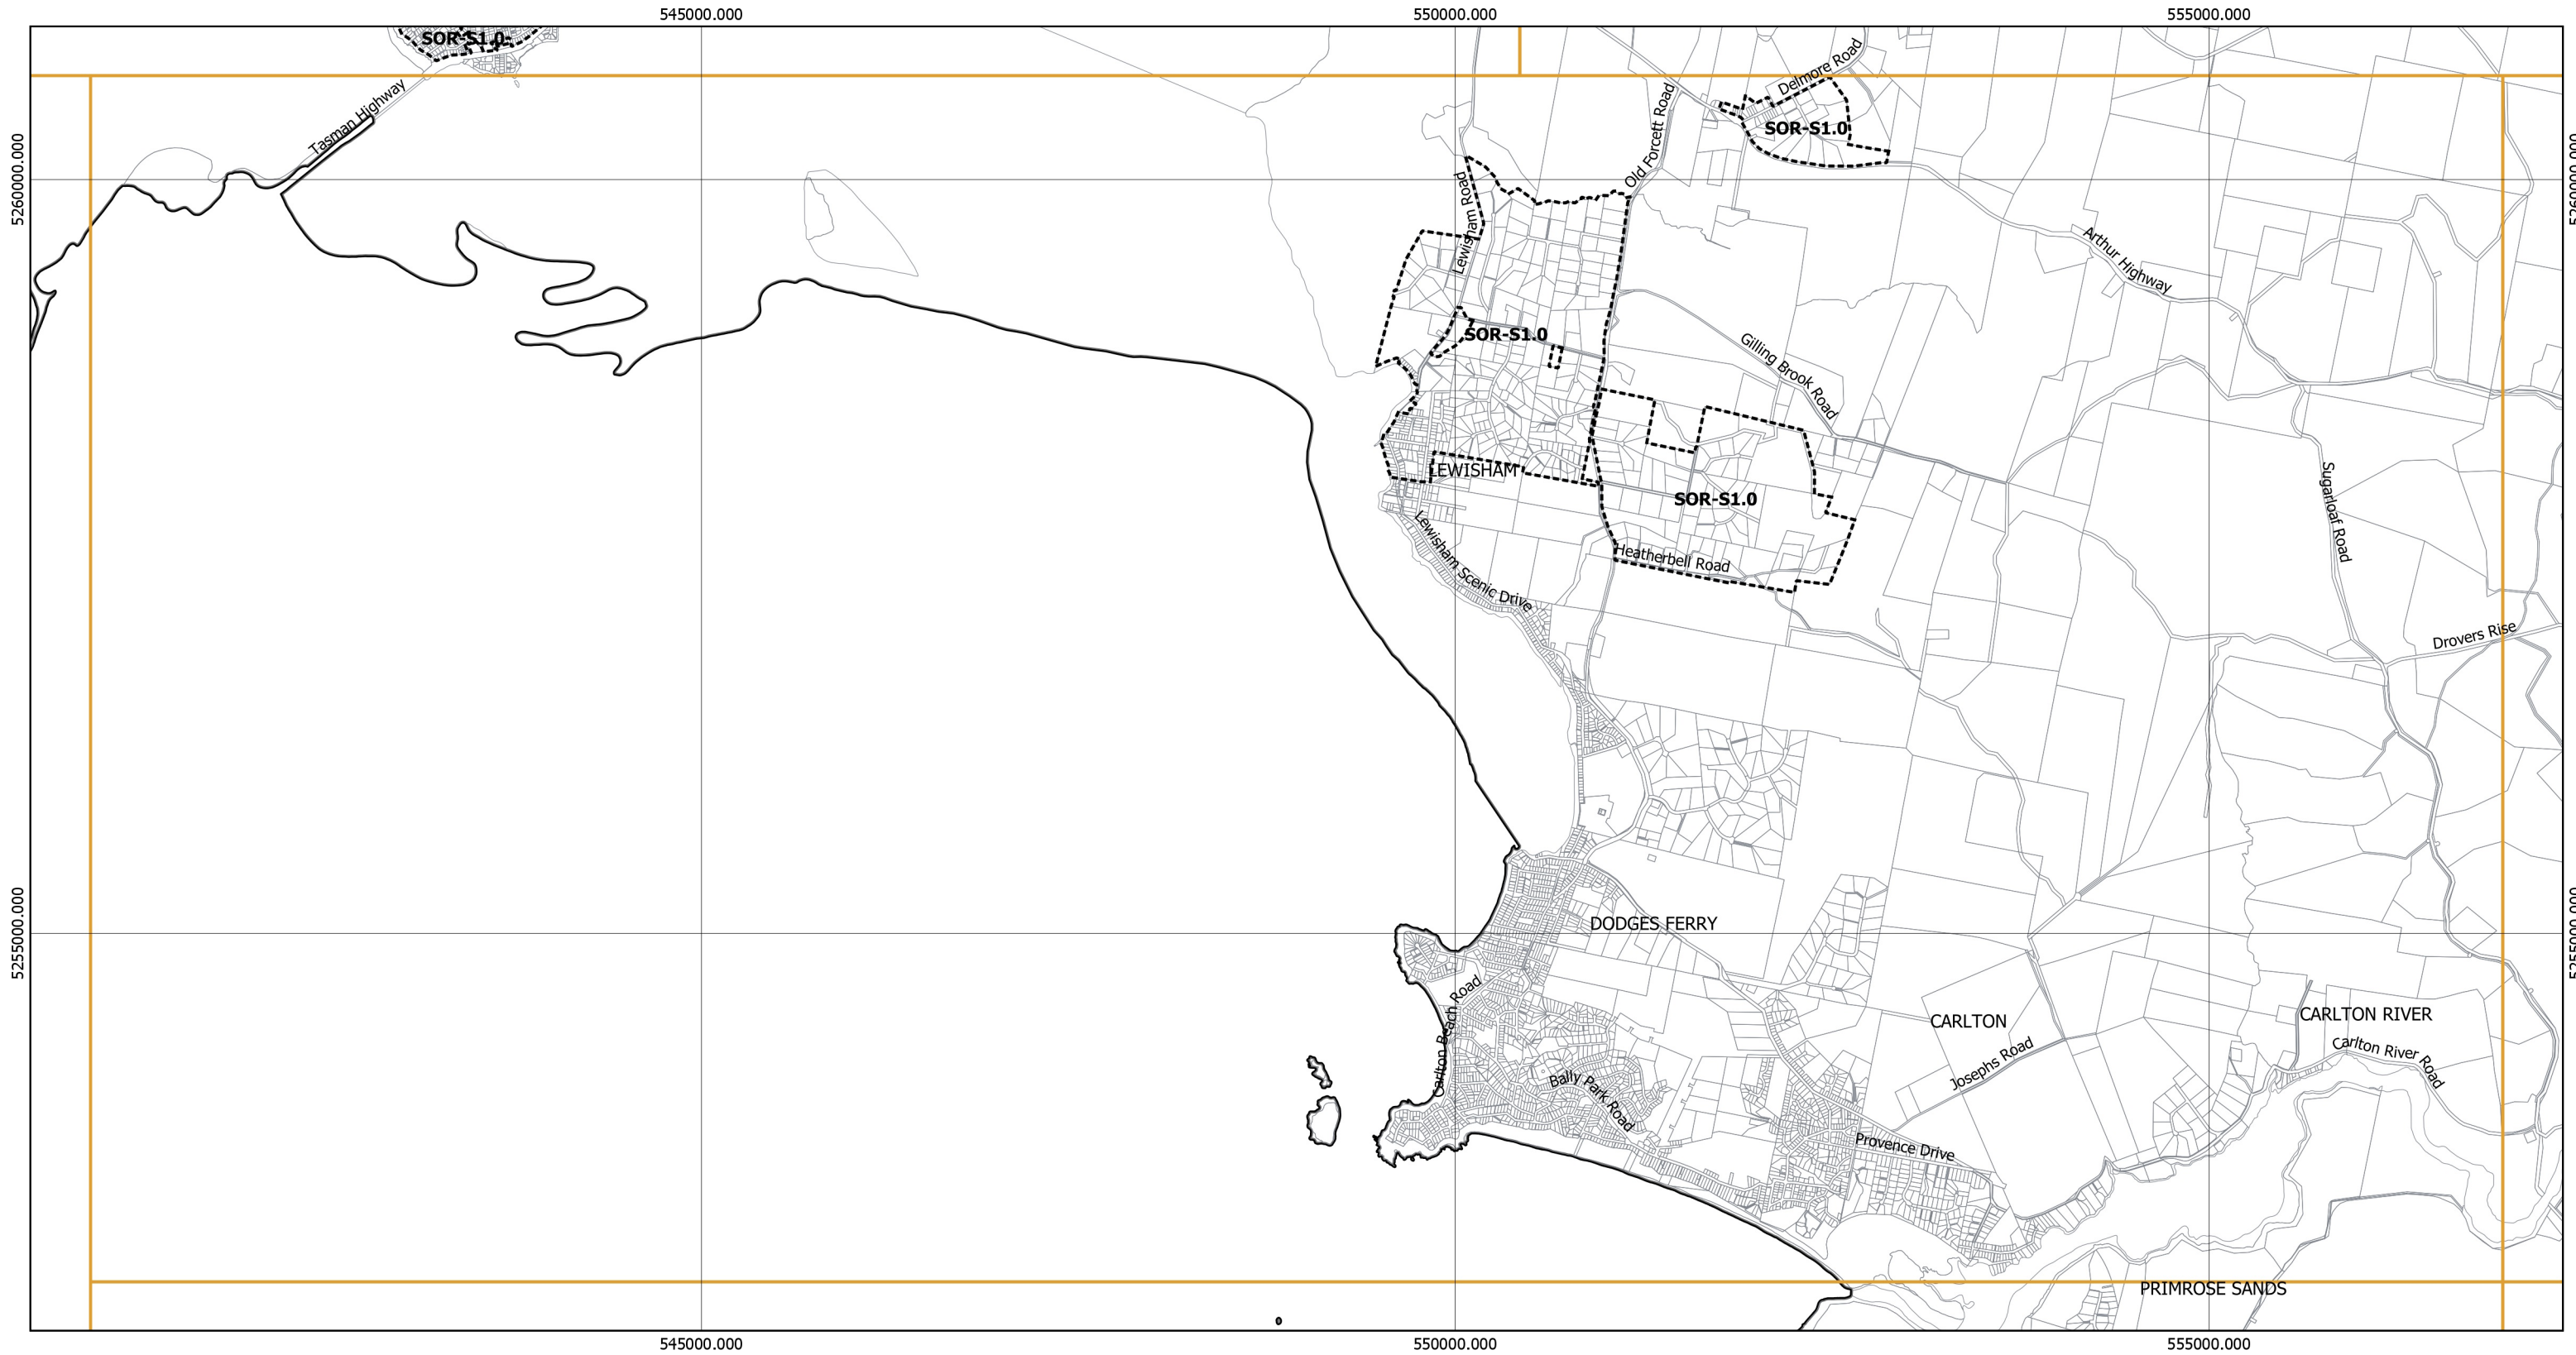 545000.000
550000.000
555000.000
SOR-S1.0
Delmore Road
Tasman Highway
SOR-S1.0
Old Forcett Road
5260000.000
5260000.000
Lewisham Road
Arthur Highway
SOR-S1.0
Gilling Brook Road
LEWISHAM
SOR-S1.0
Sugarloaf Road
Lewisham Scenic Drive
Heatherbell Road
Drovers Rise
DODGES FERRY
5255000.000
5255000.000
Carlton Beach Road
CARLTON
CARLTON RIVER
Josephs Road
Carlton River Road
Bally Park Road
Provence Drive
PRIMROSE SANDS
545000.000
550000.000
555000.000